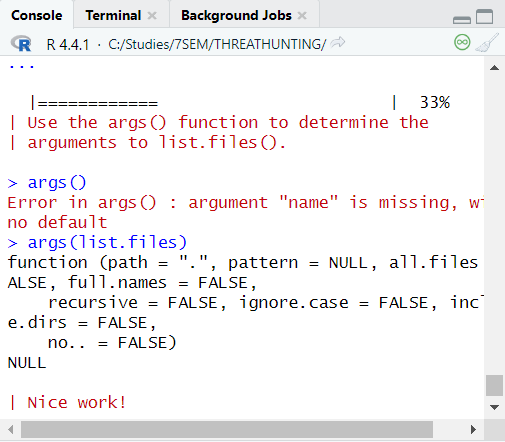 Console Terminal × Background Jobs ×
R 4.4.1 · C:/Studies/7SEM/THREATHUNTING/
...
|============ | 33%
| Use the args() function to determine the
| arguments to list.files().
> args()
Error in args() : argument "name" is missing, wi
no default
> args(list.files)
function (path = ".", pattern = NULL, all.files
ALSE, full.names = FALSE,
recursive = FALSE, ignore.case = FALSE, incl
e.dirs = FALSE,
no.. = FALSE)
NULL
| Nice work!